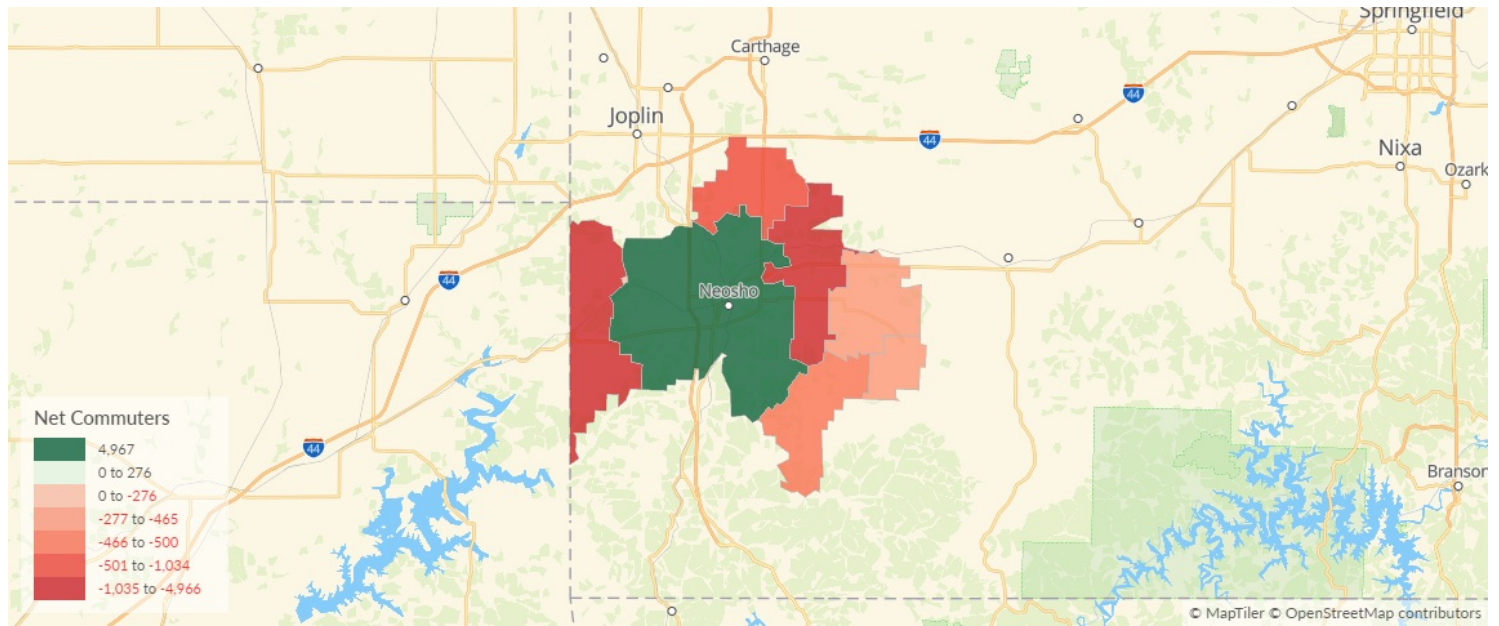 Springfield
Carthage
44
Joplin
44
Nixa
Ozark
44
Neosho
Net Commuters
4,967
0 to 276
0 to -276
-277 to -465
-466 to -500
-501 to -1,034
-1,035 to -4,966
44
Branson
© MapTiler © OpenStreetMap contributors